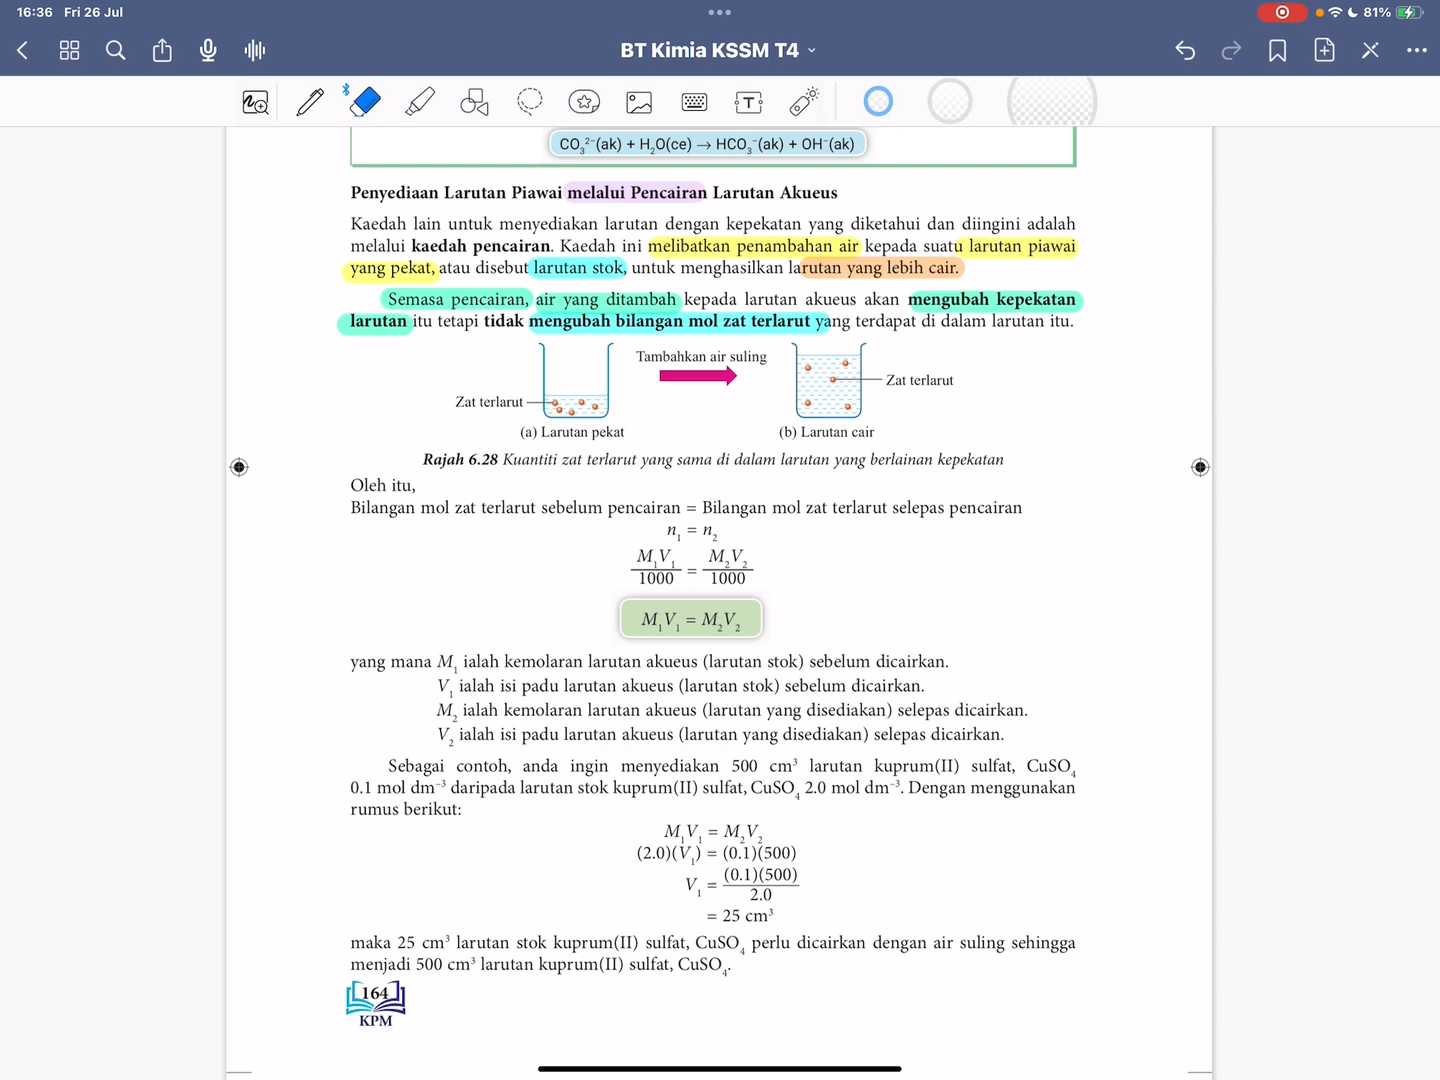 16:36 Fri 26 Jul
81%
BT Kimia KSSM T4
T
CO₃²⁻(ak) + H₂O(ce) → HCO₃⁻(ak) + OH⁻(ak)
Penyediaan Larutan Piawai melalui Pencairan Larutan Akueus
Kaedah lain untuk menyediakan larutan dengan kepekatan yang diketahui dan diingini adalah
melalui kaedah pencairan. Kaedah ini melibatkan penambahan air kepada suatu larutan piawai
yang pekat, atau disebut larutan stok, untuk menghasilkan larutan yang lebih cair.
Semasa pencairan, air yang ditambah kepada larutan akueus akan mengubah kepekatan
larutan itu tetapi tidak mengubah bilangan mol zat terlarut yang terdapat di dalam larutan itu.
Tambahkan air suling
Zat terlarut
Zat terlarut
(a) Larutan pekat
(b) Larutan cair
Rajah 6.28 Kuantiti zat terlarut yang sama di dalam larutan yang berlainan kepekatan
Oleh itu,
Bilangan mol zat terlarut sebelum pencairan = Bilangan mol zat terlarut selepas pencairan
n₁ = n₂
M₁V₁/1000 = M₂V₂/1000
M₁V₁ = M₂V₂
yang mana M₁ ialah kemolaran larutan akueus (larutan stok) sebelum dicairkan.
V₁ ialah isi padu larutan akueus (larutan stok) sebelum dicairkan.
M₂ ialah kemolaran larutan akueus (larutan yang disediakan) selepas dicairkan.
V₂ ialah isi padu larutan akueus (larutan yang disediakan) selepas dicairkan.
Sebagai contoh, anda ingin menyediakan 500 cm³ larutan kuprum(II) sulfat, CuSO₄
0.1 mol dm⁻³ daripada larutan stok kuprum(II) sulfat, CuSO₄ 2.0 mol dm⁻³. Dengan menggunakan
rumus berikut:
M₁V₁ = M₂V₂
(2.0)(V₁) = (0.1)(500)
V₁ = (0.1)(500)/2.0
= 25 cm³
maka 25 cm³ larutan stok kuprum(II) sulfat, CuSO₄ perlu dicairkan dengan air suling sehingga
menjadi 500 cm³ larutan kuprum(II) sulfat, CuSO₄.
164
KPM